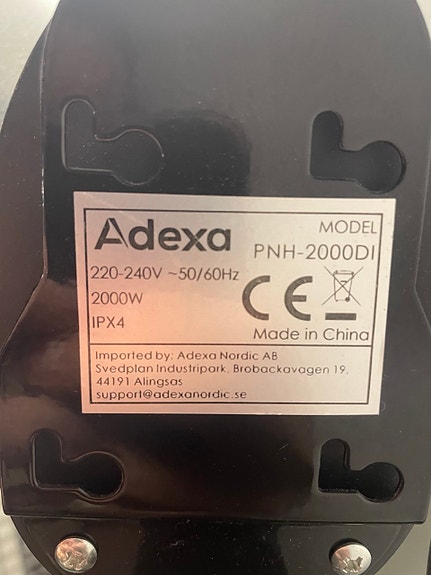 Adexa
MODEL
PNH-2000DI
220-240V ~50/60Hz
2000W
IPX4
CE
Made in China
Imported by: Adexa Nordic AB
Svedplan Industripark, Brobackavagen 19,
44191 Alingsas
support@adexanordic.se